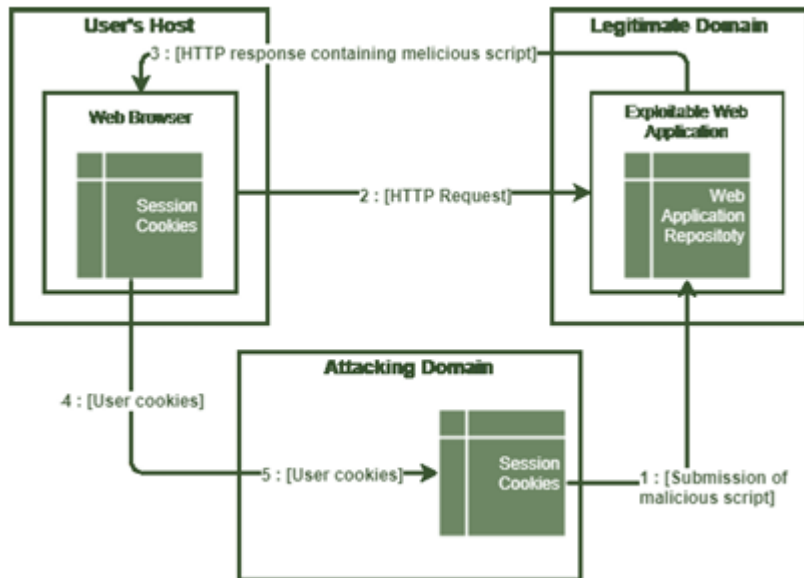 User's Host
Legitimate Domain
3 : [HTTP response containing melicious script]
Web Browser
Exploitable Web
Application
Session
Cookies
2 : [HTTP Request]
Web
Application
Repositoty
Attacking Domain
4 : [User cookies]
5 : [User cookies]
Session
Cookies
1 : [Submission of
malicious script]